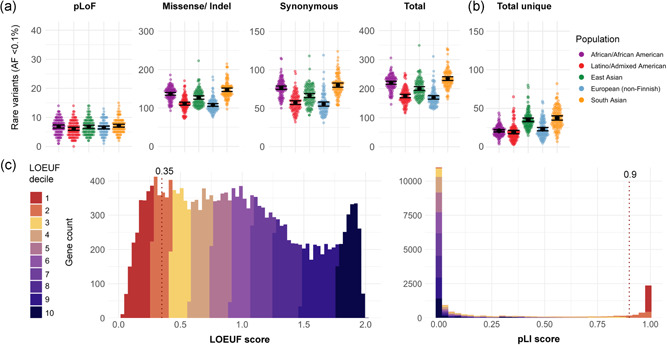 (a)
pLoF
Missense/ Indel
Synonymous
Total
(b)
Total unique
Rare variants (AF <0.1%)
40
30
20
10
0
300
200
100
0
150
100
50
0
400
300
200
100
0
150
100
50
0
Population
African/African American
Latino/Admixed American
East Asian
European (non-Finnish)
South Asian
(c)
LOEUF
decile
1
2
3
4
5
6
7
8
9
10
Gene count
400
300
200
100
0
0.35
0.0
0.5
1.0
1.5
2.0
LOEUF score
10000
7500
5000
2500
0
0.9
0.00
0.25
0.50
0.75
1.00
pLI score